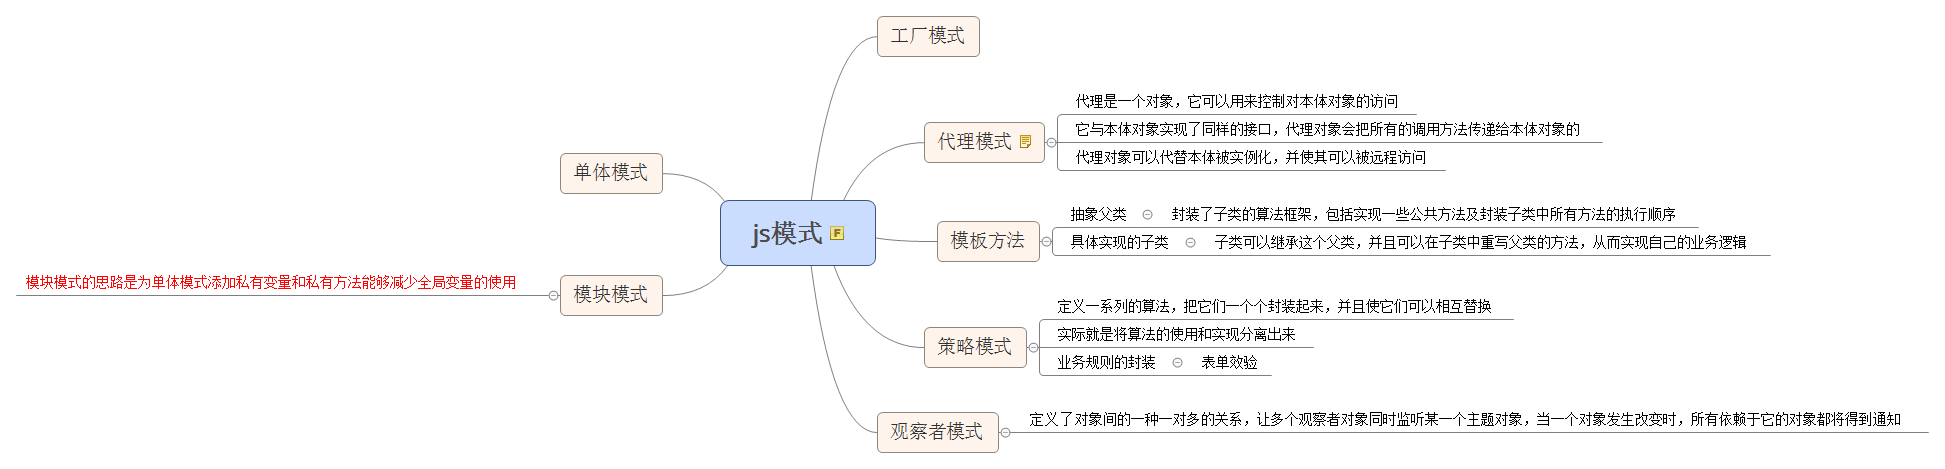 工厂模式
代理是一个对象，它可以用来控制对本体对象的访问
代理模式
它与本体对象实现了同样的接口，代理对象会把所有的调用方法传递给本体对象的
代理对象可以代替本体被实例化，并使其可以被远程访问
单体模式
js模式 F
抽象父类 封装了子类的算法框架，包括实现一些公共方法及封装子类中所有方法的执行顺序
模板方法
具体实现的子类 子类可以继承这个父类，并且可以在子类中重写父类的方法，从而实现自己的业务逻辑
模块模式的思路是为单体模式添加私有变量和私有方法能够减少全局变量的使用
模块模式
定义一系列的算法，把它们一个个封装起来，并且使它们可以相互替换
策略模式
实际就是将算法的使用和实现分离出来
业务规则的封装 表单效验
观察者模式
定义了对象间的一种一对多的关系，让多个观察者对象同时监听某一个主题对象，当一个对象发生改变时，所有依赖于它的对象都将得到通知